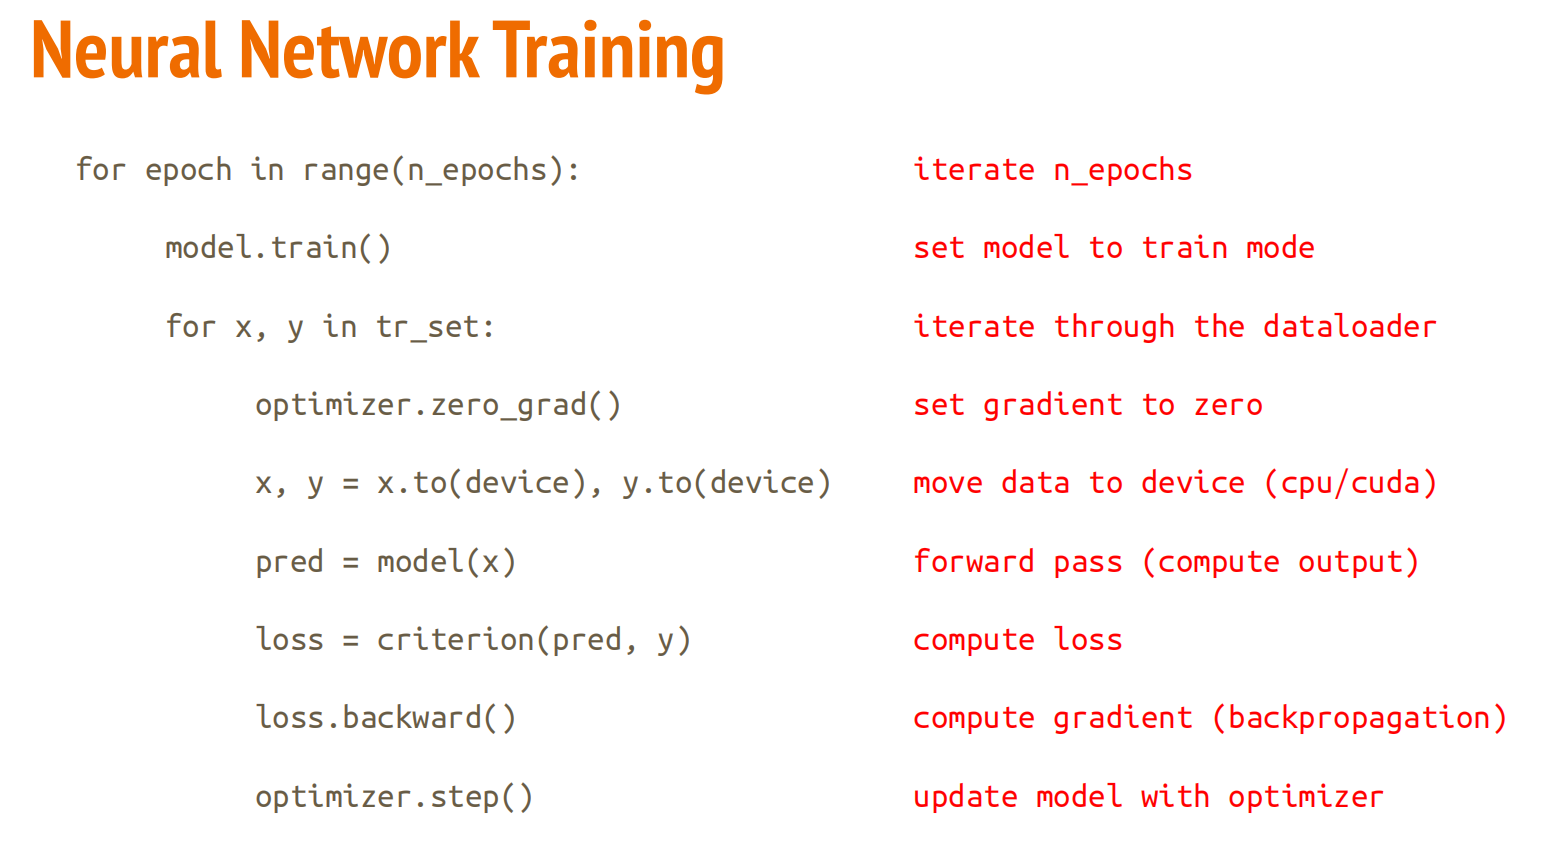 Neural Network Training
for epoch in range(n_epochs): iterate n_epochs
model.train() set model to train mode
for x, y in tr_set: iterate through the dataloader
optimizer.zero_grad() set gradient to zero
x, y = x.to(device), y.to(device) move data to device (cpu/cuda)
pred = model(x) forward pass (compute output)
loss = criterion(pred, y) compute loss
loss.backward() compute gradient (backpropagation)
optimizer.step() update model with optimizer